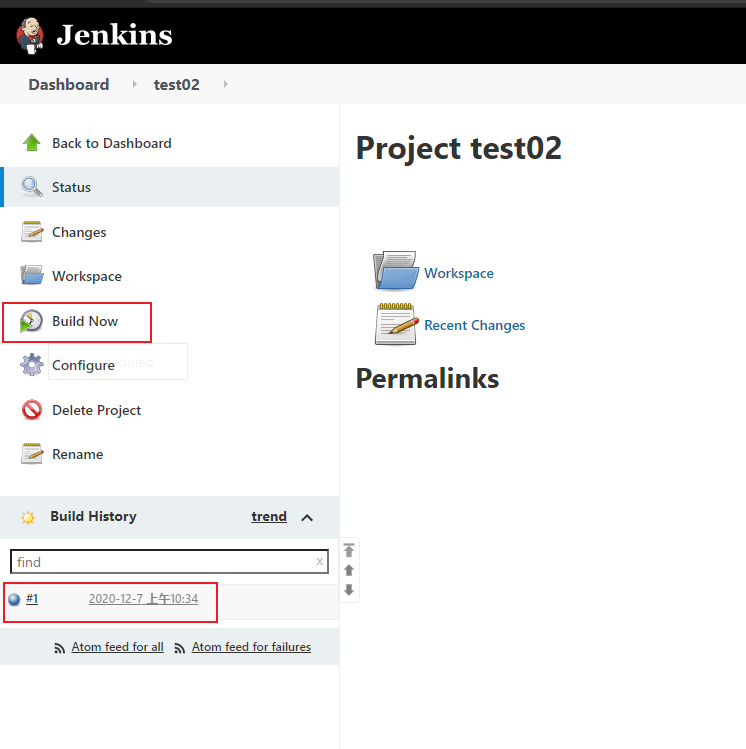 Jenkins
Dashboard test02
Back to Dashboard
Status
Changes
Workspace
Build Now
Configure
Delete Project
Rename
Build History trend
find x
#1 2020-12-7 上午10:34
Atom feed for all Atom feed for failures
Project test02
Workspace
Recent Changes
Permalinks